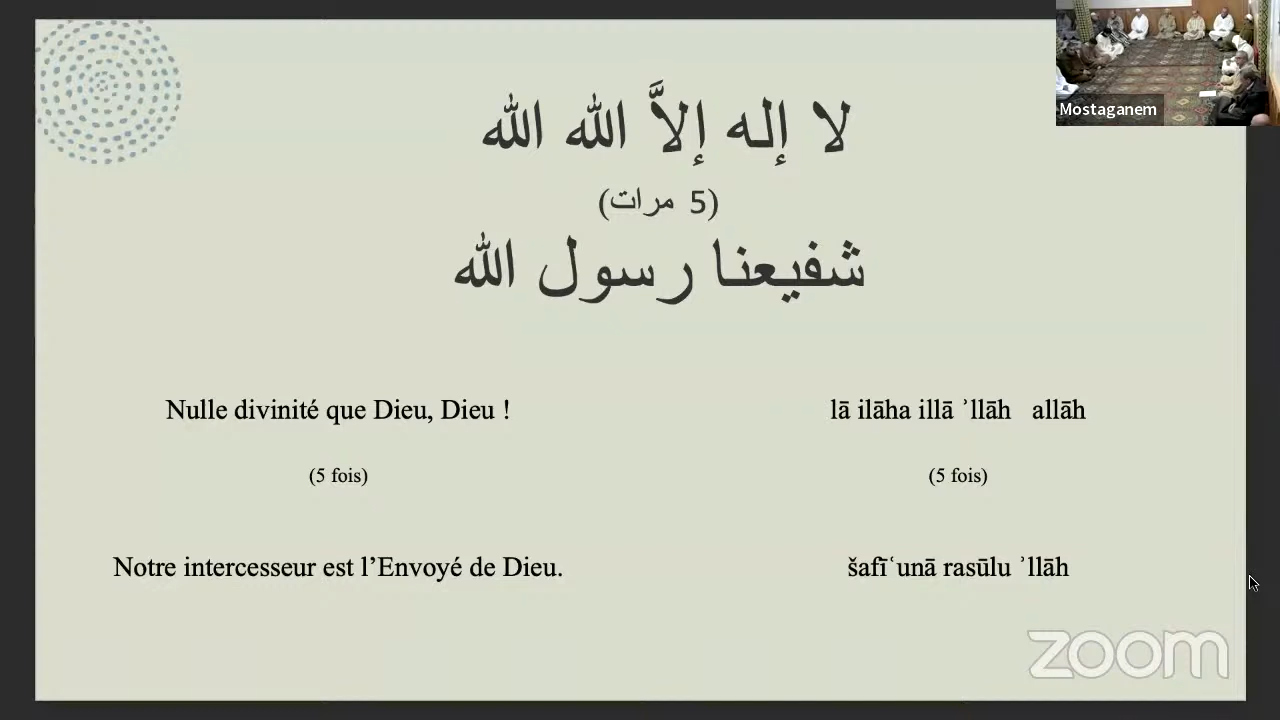 لا إله إلاَّ الله الله
(5 مرات)
شفيعنا رسول الله
Nulle divinité que Dieu, Dieu !
(5 fois)
Notre intercesseur est l’Envoyé de Dieu.
lā ilāha illā ʾllāh allāh
(5 fois)
šafīʿunā rasūlu ʾllāh
Mostaganem
zoom